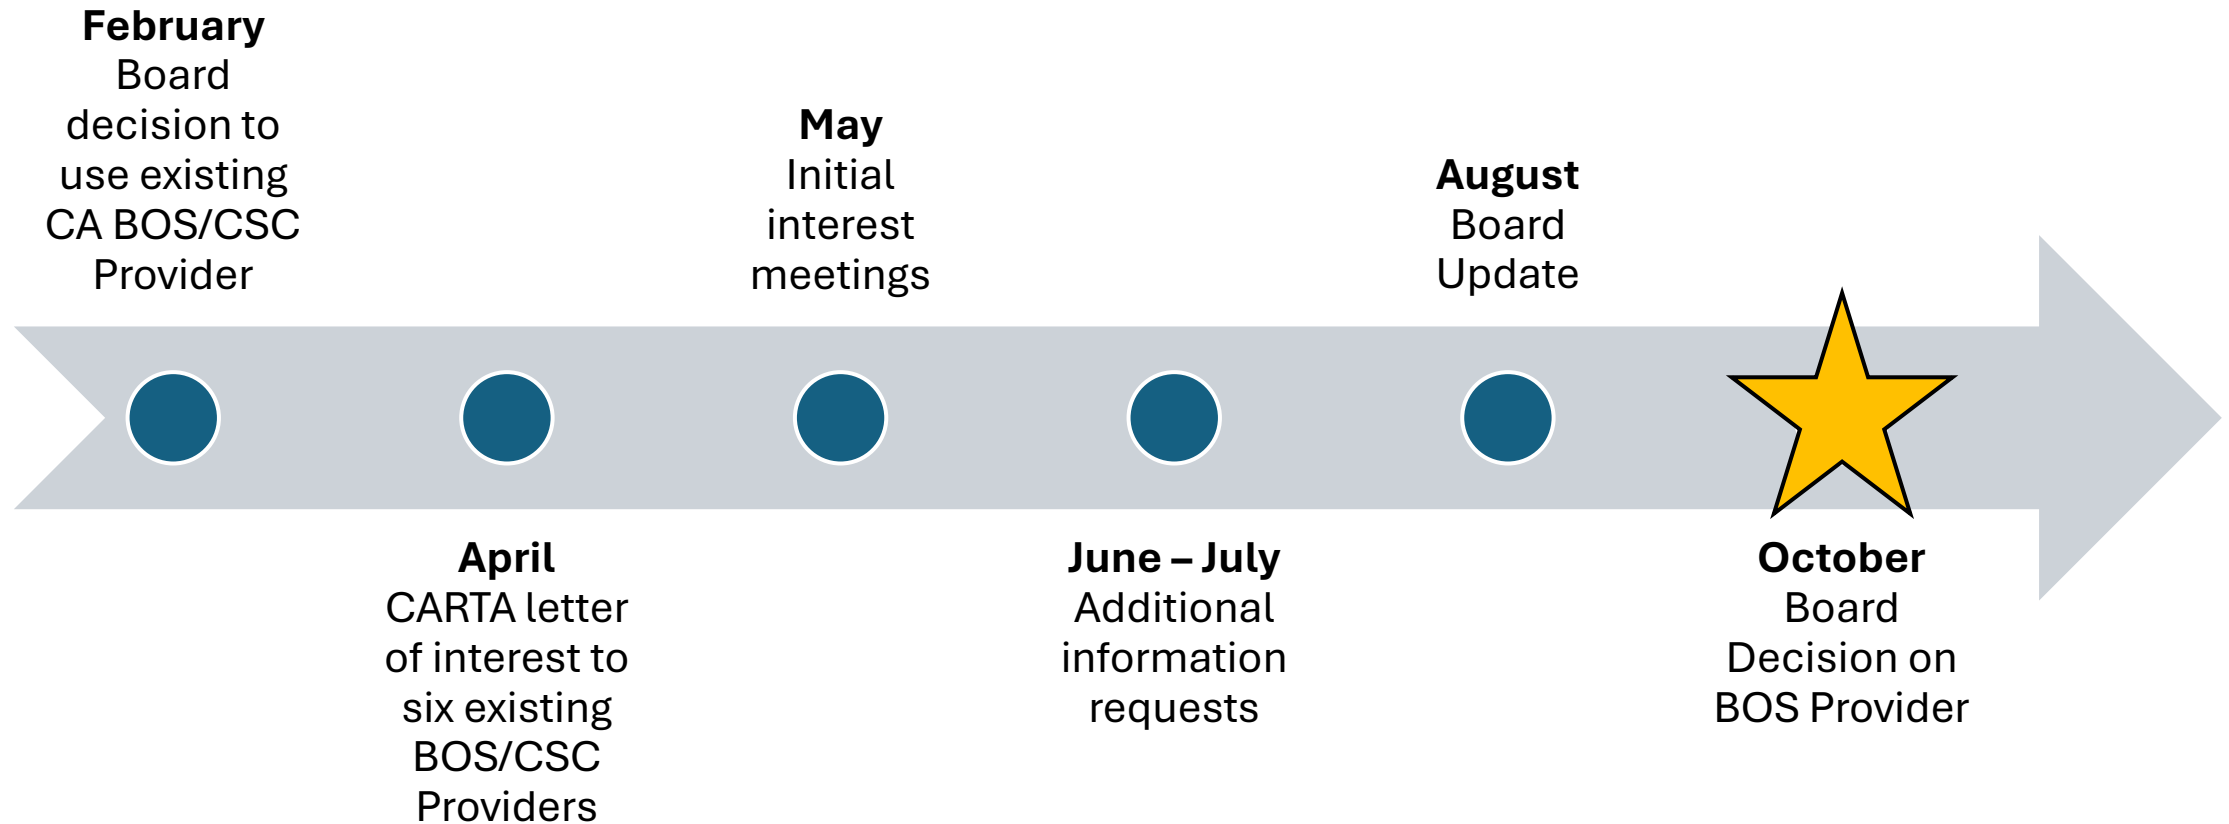 February
Board
decision to
use existing
CA BOS/CSC
Provider
April
CARTA letter
of interest to
six existing
BOS/CSC
Providers
May
Initial
interest
meetings
June – July
Additional
information
requests
August
Board
Update
October
Board
Decision on
BOS Provider